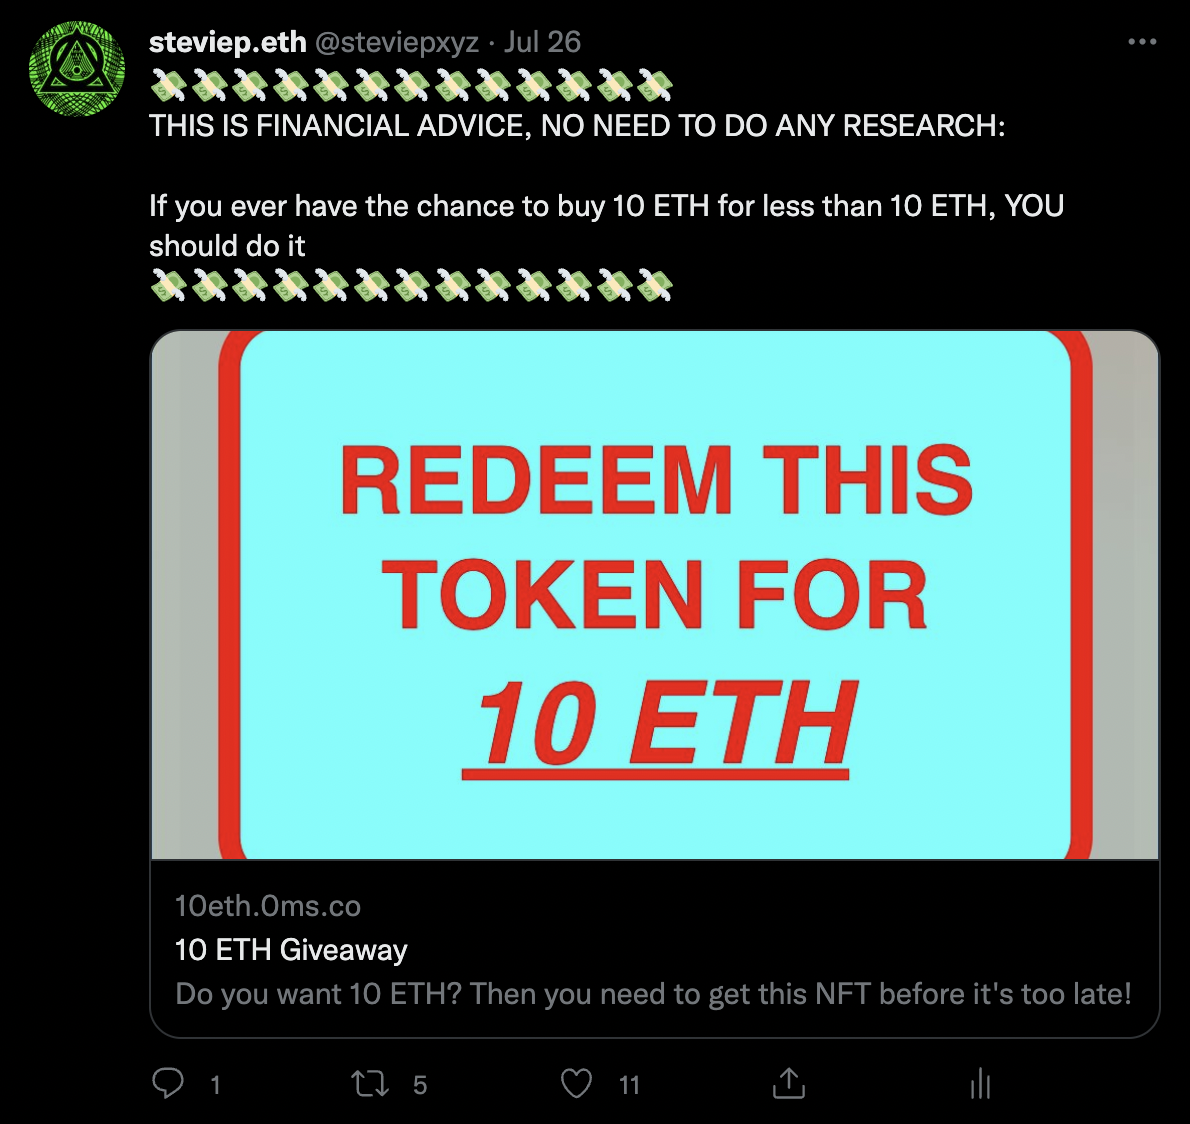 steviep.eth @steviepxyz · Jul 26
💸💸💸💸💸💸💸💸💸💸💸💸💸
THIS IS FINANCIAL ADVICE, NO NEED TO DO ANY RESEARCH:
If you ever have the chance to buy 10 ETH for less than 10 ETH, YOU
should do it
💸💸💸💸💸💸💸💸💸💸💸💸💸
REDEEM THIS
TOKEN FOR
10 ETH
10eth.0ms.co
10 ETH Giveaway
Do you want 10 ETH? Then you need to get this NFT before it's too late!
1 5 11